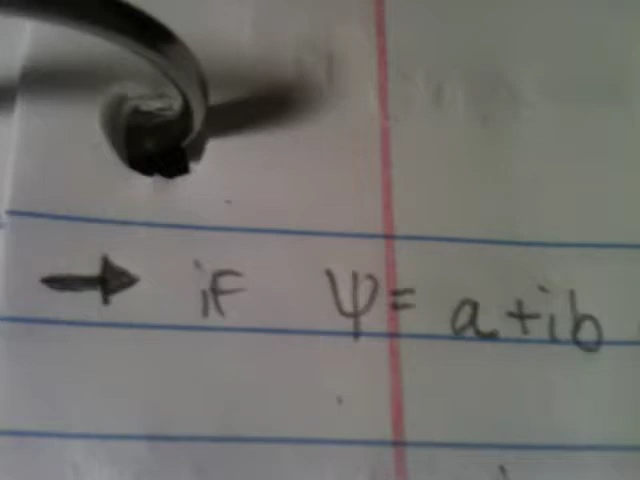 → if ψ = a+ib